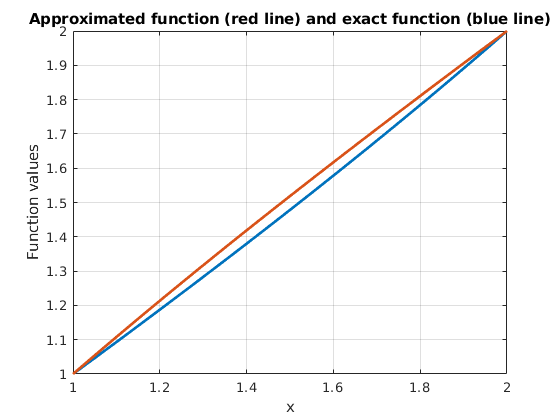 Approximated function (red line) and exact function (blue line)
2
1.9
1.8
1.7
1.6
1.5
1.4
1.3
1.2
1.1
1
Function values
1 1.2 1.4 1.6 1.8 2
x